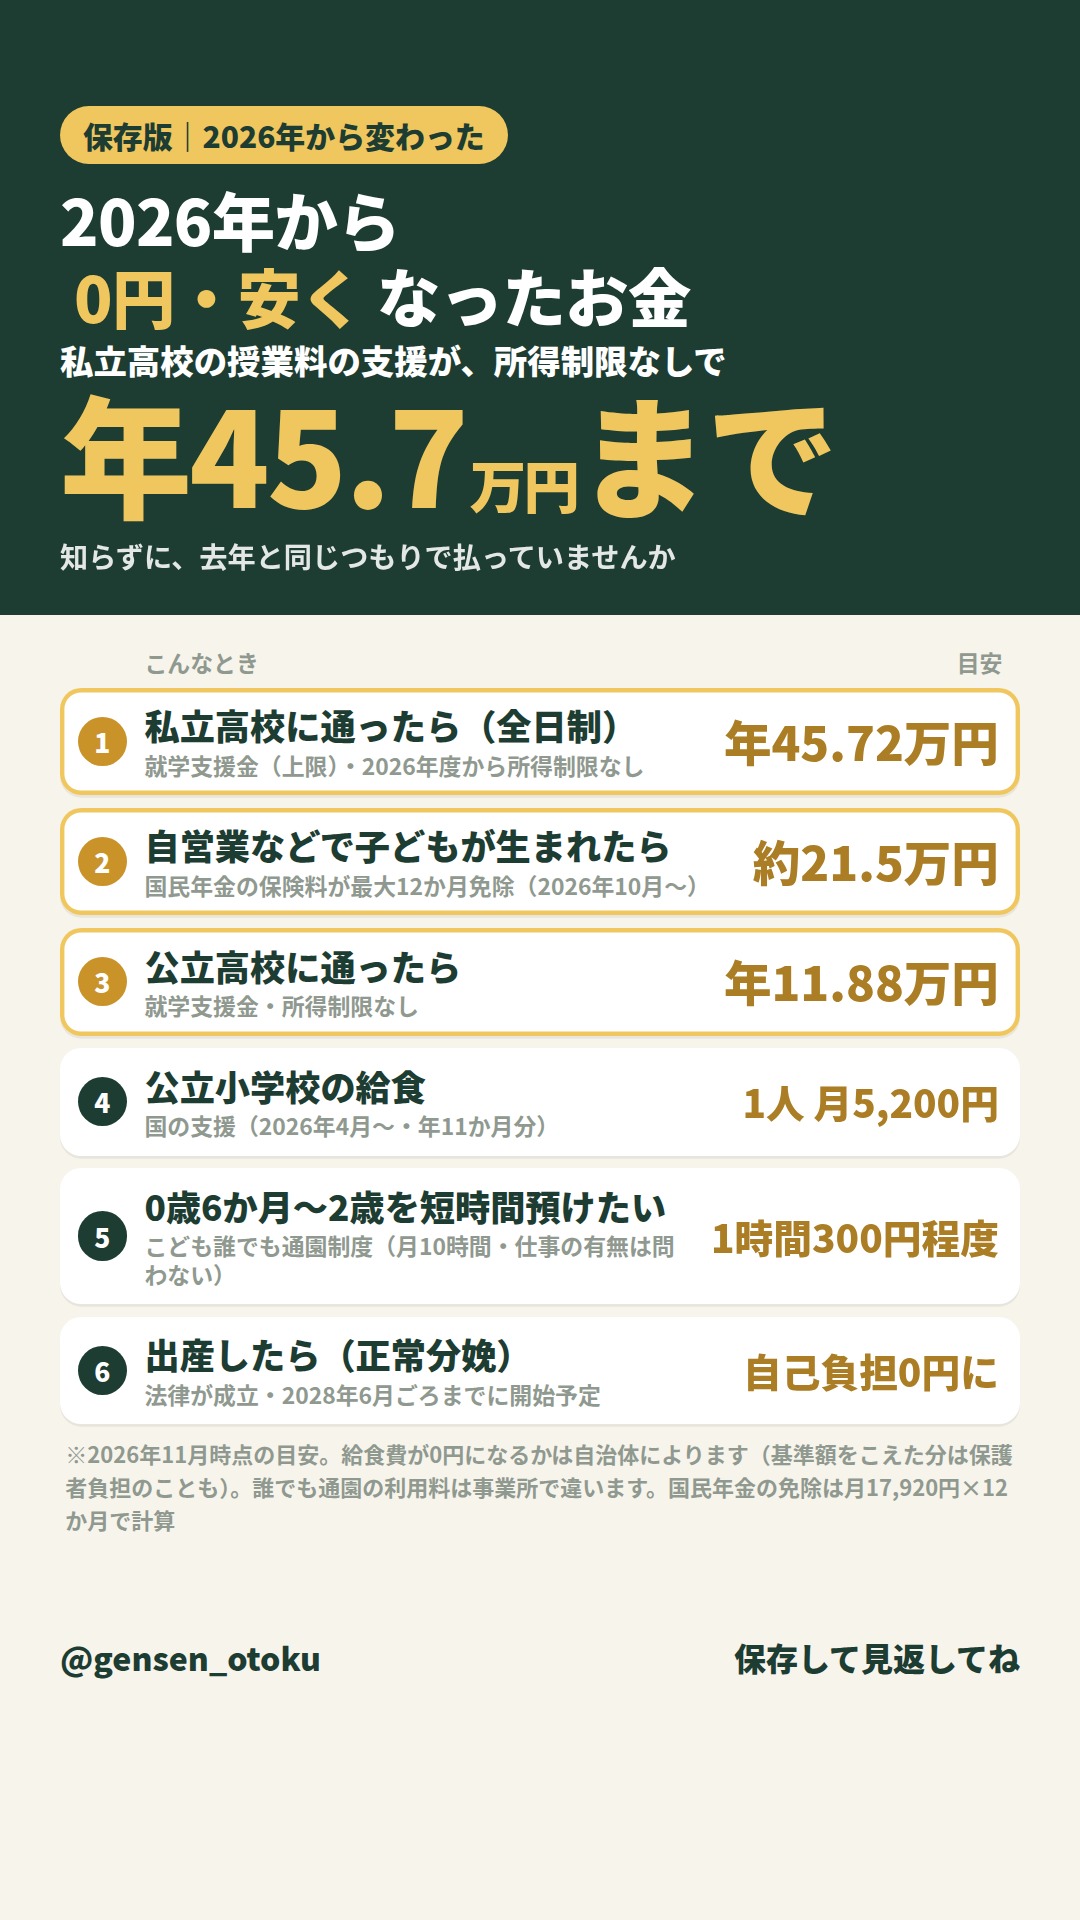 保存版｜2026年から変わった
2026年から
0円・安く なったお金
私立高校の授業料の支援が、所得制限なしで
年45.7万円まで
知らずに、去年と同じつもりで払っていませんか
こんなとき 目安
1 私立高校に通ったら（全日制） 年45.72万円
就学支援金（上限）・2026年度から所得制限なし
2 自営業などで子どもが生まれたら 約21.5万円
国民年金の保険料が最大12か月免除（2026年10月〜）
3 公立高校に通ったら 年11.88万円
就学支援金・所得制限なし
4 公立小学校の給食 1人 月5,200円
国の支援（2026年4月〜・年11か月分）
5 0歳6か月〜2歳を短時間預けたい 1時間300円程度
こども誰でも通園制度（月10時間・仕事の有無は問
わない）
6 出産したら（正常分娩） 自己負担0円に
法律が成立・2028年6月ごろまでに開始予定
※2026年11月時点の目安。給食費が0円になるかは自治体によります（基準額をこえた分は保護
者負担のことも）。誰でも通園の利用料は事業所で違います。国民年金の免除は月17,920円×12
か月で計算
@gensen_otoku 保存して見返してね